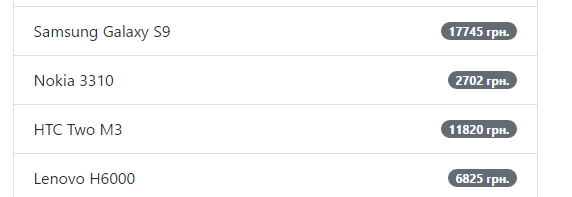 Samsung Galaxy S9 17745 грн.
Nokia 3310 2702 грн.
HTC Two M3 11820 грн.
Lenovo H6000 6825 грн.